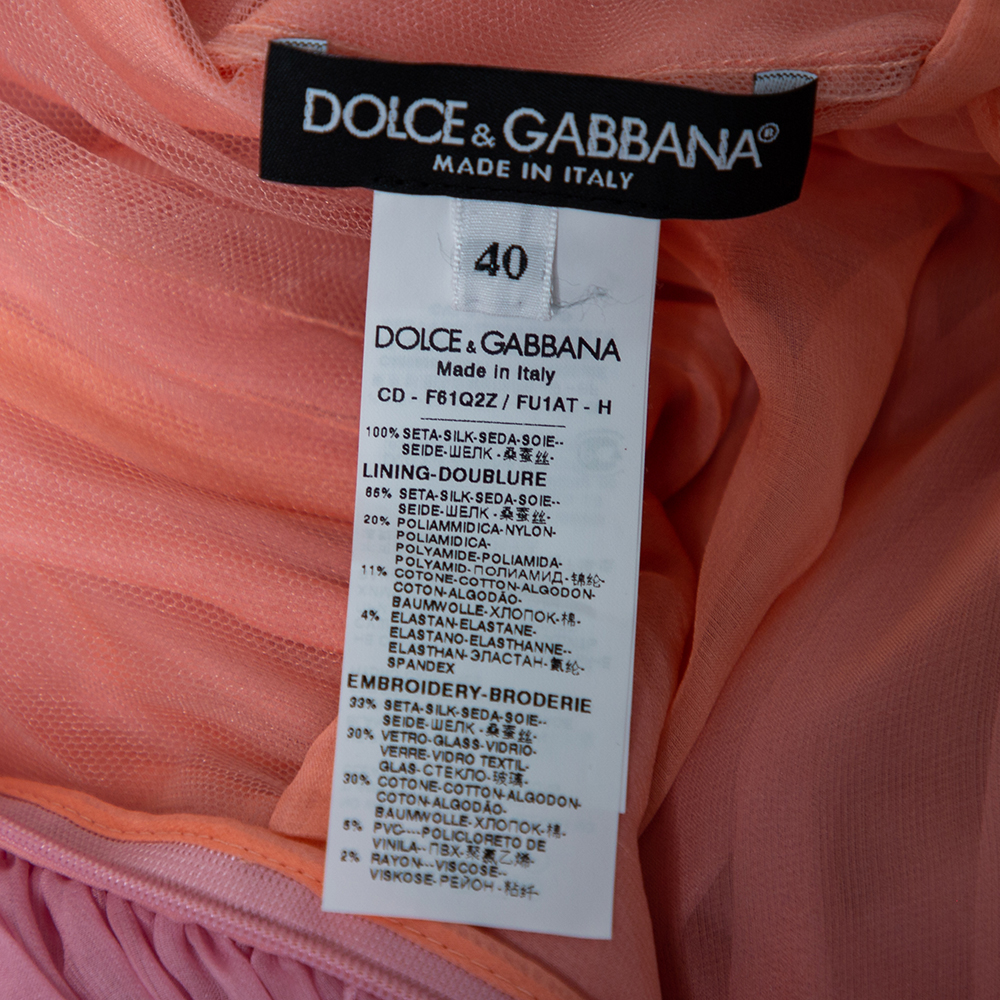 DOLCE & GABBANA®
MADE IN ITALY
40
DOLCE & GABBANA
Made in Italy
CD - F61Q2Z / FU1AT - H
100% SETA-SILK-SEDA-SOIE--
SEIDE-ШЕЛК -桑蚕丝-
LINING-DOUBLURE
66% SETA-SILK-SEDA-SOIE--
SEIDE-ШЕЛК -桑蚕丝-
20% POLIAMMIDICA-NYLON-
POLIAMIDICA-
POLYAMIDE-POLIAMIDA-
POLYAMID-ПОЛИАМИД-锦纶-
11% COTONE-COTTON-ALGODON-
COTON-ALGODÃO-
BAUMWOLLE-ХЛОПОК-棉-
4% ELASTAN-ELASTANE-
ELASTANO-ELASTHANNE--
ELASTHAN-ЭЛАСТАН-氨纶-
SPANDEX
EMBROIDERY-BRODERIE
33% SETA-SILK-SEDA-SOIE--
SEIDE-ШЕЛК -桑蚕丝-
30% VETRO-GLASS-VIDRIO-
VERRE-VIDRO TEXTIL-
GLAS-СТЕКЛО-玻璃-
30% COTONE-COTTON-ALGODON-
COTON-ALGODÃO-
BAUMWOLLE-ХЛОПОК-棉-
5% PVC----POLICLORETO DE
VINILA--ПВХ-聚氯乙烯-
2% RAYON---VISCOSE--
VISKOSE-РЕЙОН -粘纤-